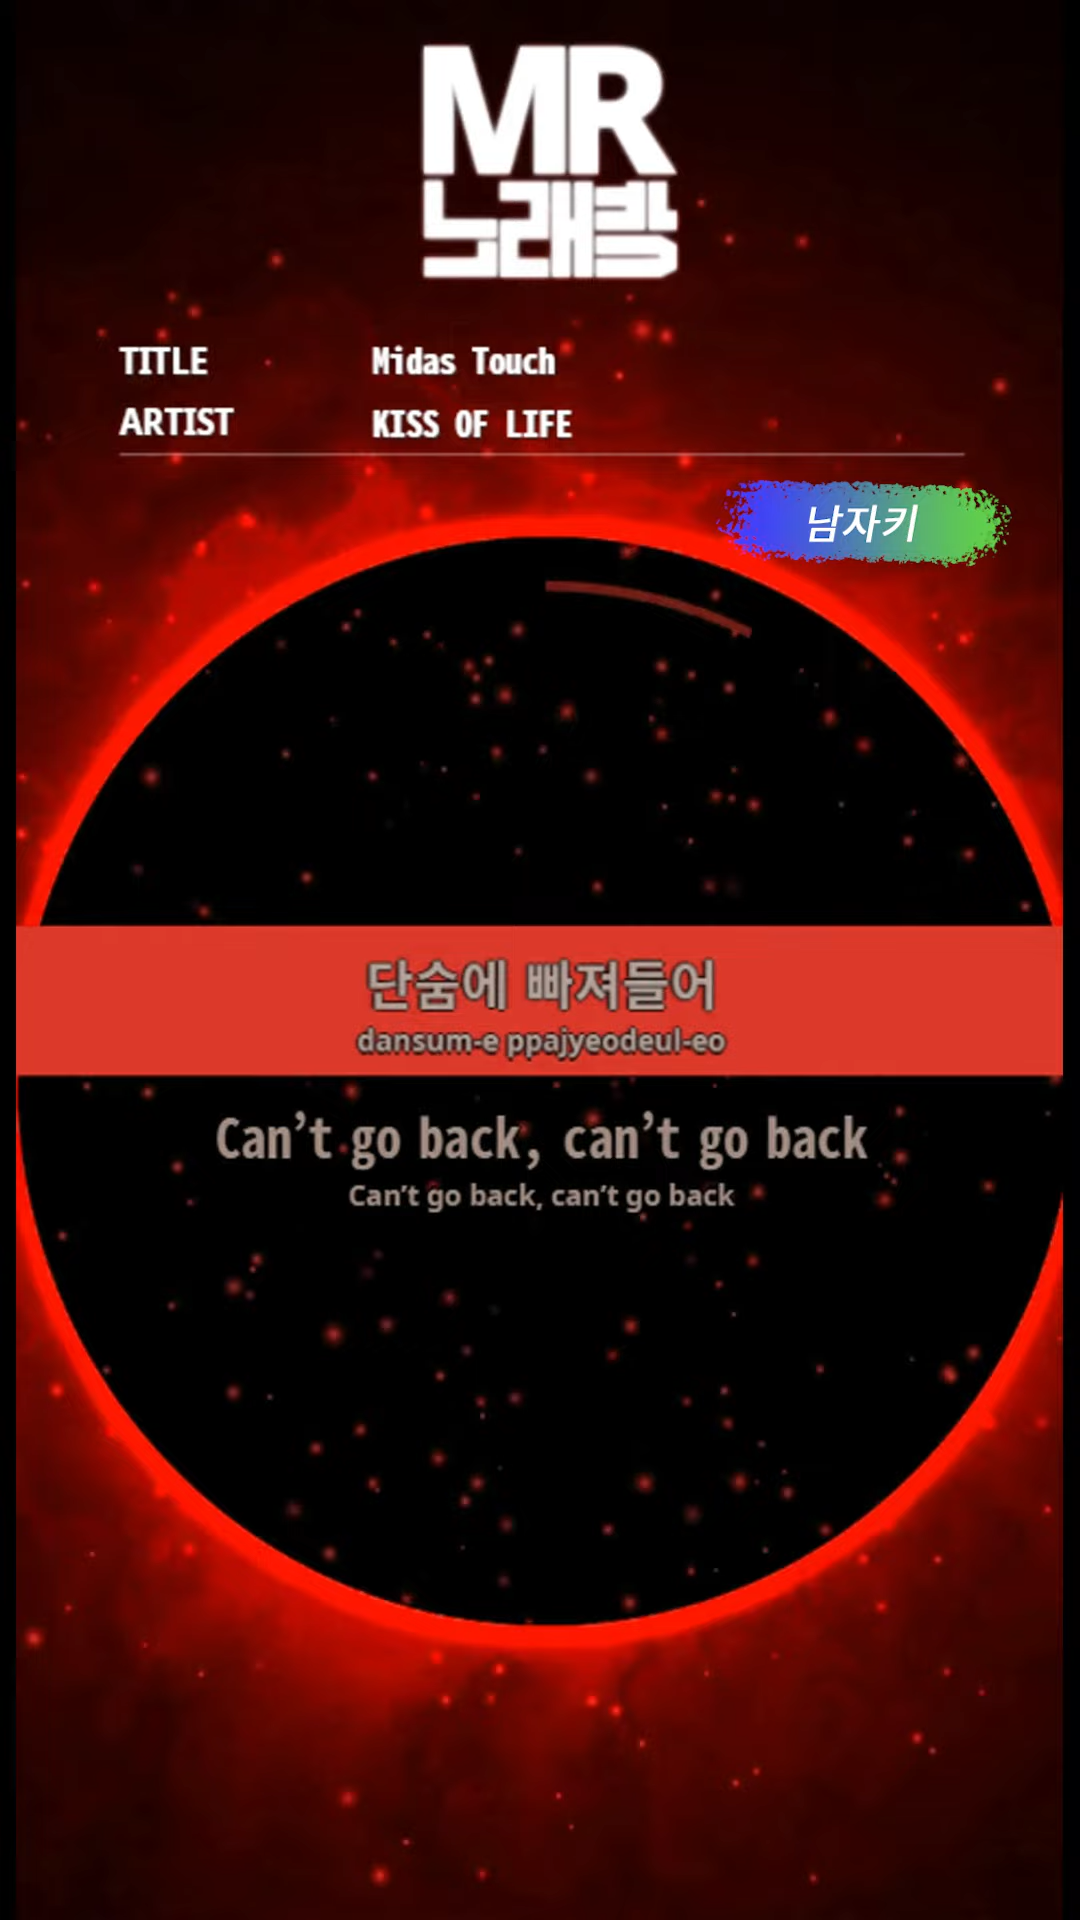 MR
노래방
TITLE Midas Touch
ARTIST KISS OF LIFE
남자키
단숨에 빠져들어
dansum-e ppajyeodeul-eo
Can’t go back, can’t go back
Can’t go back, can’t go back